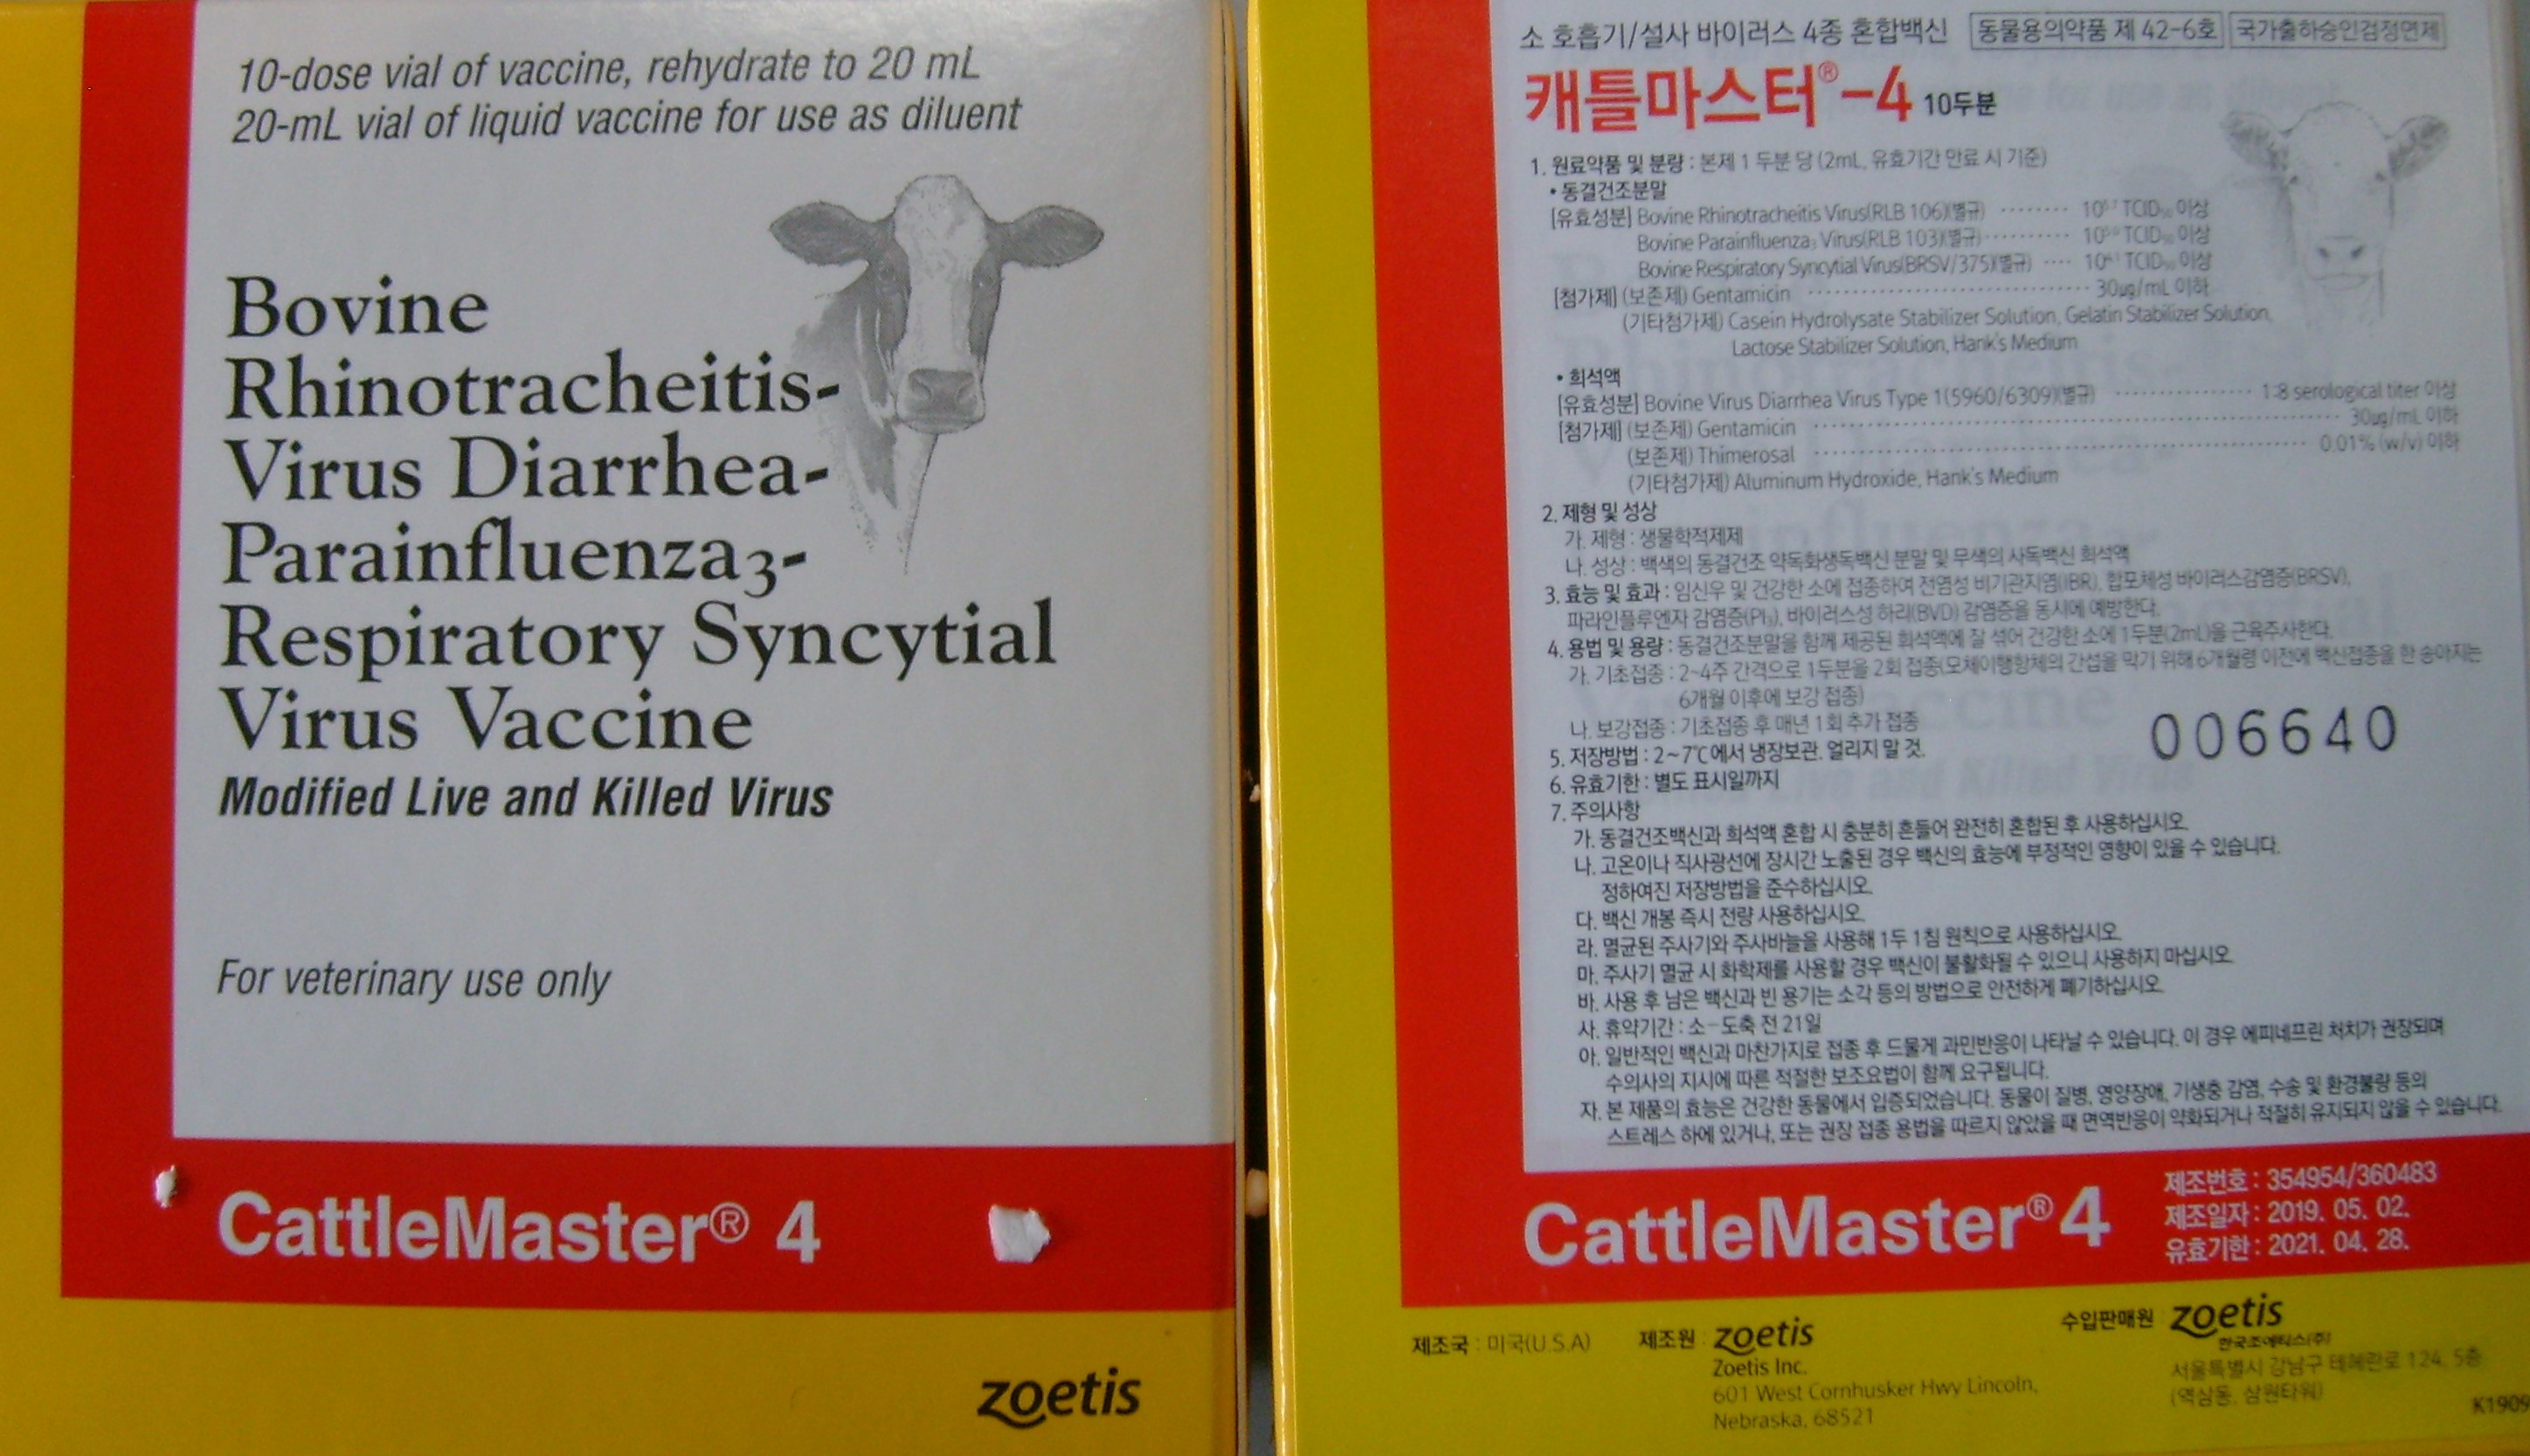 10-dose vial of vaccine, rehydrate to 20 mL
20-mL vial of liquid vaccine for use as diluent
Bovine
Rhinotracheitis-
Virus Diarrhea-
Parainfluenza3-
Respiratory Syncytial
Virus Vaccine
Modified Live and Killed Virus
For veterinary use only
CattleMaster® 4
zoetis
소 호흡기/설사 바이러스 4종 혼합백신 동물용의약품 제 42-6호 국가출하승인검정면제
캐틀마스터®-4 10두분
1. 원료약품 및 분량 : 본제 1 두분 당 (2mL, 유효기간 만료 시 기준)
• 동결건조분말
[유효성분] Bovine Rhinotracheitis Virus(RLB 106)(별규) ········ TCID50 이상
Bovine Parainfluenza3 Virus(RLB 103)(별규) ·········· TCID50 이상
Bovine Respiratory Syncytial Virus(BRSV/375)(별규) ···· TCID50 이상
[첨가제] (보존제) Gentamicin ······························ 30㎍/mL 이하
(기타첨가제) Casein Hydrolysate Stabilizer Solution, Gelatin Stabilizer Solution,
Lactose Stabilizer Solution, Hank's Medium
• 희석액
[유효성분] Bovine Virus Diarrhea Virus Type 1(5960/6309)(별규) ··············· 1:8 serological titer 이상
[첨가제] (보존제) Gentamicin ······························ 30㎍/mL 이하
(보존제) Thimerosal ······························ 0.01% (w/v) 이하
(기타첨가제) Aluminum Hydroxide, Hank's Medium
2. 제형 및 성상
가. 제형 : 생물학적제제
나. 성상 : 백색의 동결건조 약독화생독백신 분말 및 무색의 사독백신 희석액
3. 효능 및 효과 : 임신우 및 건강한 소에 접종하여 전염성 비기관지염(IBR), 합포체성 바이러스감염증(BRSV),
파라인플루엔자 감염증(PI3), 바이러스성 하리(BVD) 감염증을 동시에 예방한다.
4. 용법 및 용량 : 동결건조분말을 함께 제공된 희석액에 잘 섞어 건강한 소에 1두분(2mL)을 근육주사한다.
가. 기초접종 : 2~4주 간격으로 1두분을 2회 접종(모체이행항체의 간섭을 막기 위해 6개월령 이전에 백신접종을 한 송아지는
6개월 이후에 보강 접종)
나. 보강접종 : 기초접종 후 매년 1회 추가 접종
006640
5. 저장방법 : 2~7℃에서 냉장보관. 얼리지 말 것.
6. 유효기한 : 별도 표시일까지
7. 주의사항
가. 동결건조백신과 희석액 혼합 시 충분히 흔들어 완전히 혼합된 후 사용하십시오.
나. 고온이나 직사광선에 장시간 노출된 경우 백신의 효능에 부정적인 영향이 있을 수 있습니다.
정하여진 저장방법을 준수하십시오.
다. 백신 개봉 즉시 전량 사용하십시오.
라. 멸균된 주사기와 주사바늘을 사용해 1두 1침 원칙으로 사용하십시오.
마. 주사기 멸균 시 화학제를 사용할 경우 백신이 불활화될 수 있으니 사용하지 마십시오.
바. 사용 후 남은 백신과 빈 용기는 소각 등의 방법으로 안전하게 폐기하십시오.
사. 휴약기간 : 소-도축 전 21일
아. 일반적인 백신과 마찬가지로 접종 후 드물게 과민반응이 나타날 수 있습니다. 이 경우 에피네프린 처치가 권장되며
수의사의 지시에 따른 적절한 보조요법이 함께 요구됩니다.
자. 본 제품의 효능은 건강한 동물에서 입증되었습니다. 동물이 질병, 영양장애, 기생충 감염, 수송 및 환경불량 등의
스트레스 하에 있거나, 또는 권장 접종 용법을 따르지 않았을 때 면역반응이 약화되거나 적절히 유지되지 않을 수 있습니다.
CattleMaster® 4
제조번호 : 354954/360483
제조일자 : 2019. 05. 02.
유효기한 : 2021. 04. 28.
제조국 : 미국(U.S.A)
제조원 : zoetis
Zoetis Inc.
601 West Cornhusker Hwy Lincoln,
Nebraska, 68521
수입판매원 : zoetis
한국조에티스(주)
서울특별시 강남구 테헤란로 124, 5층
(역삼동, 삼원타워)
K1909